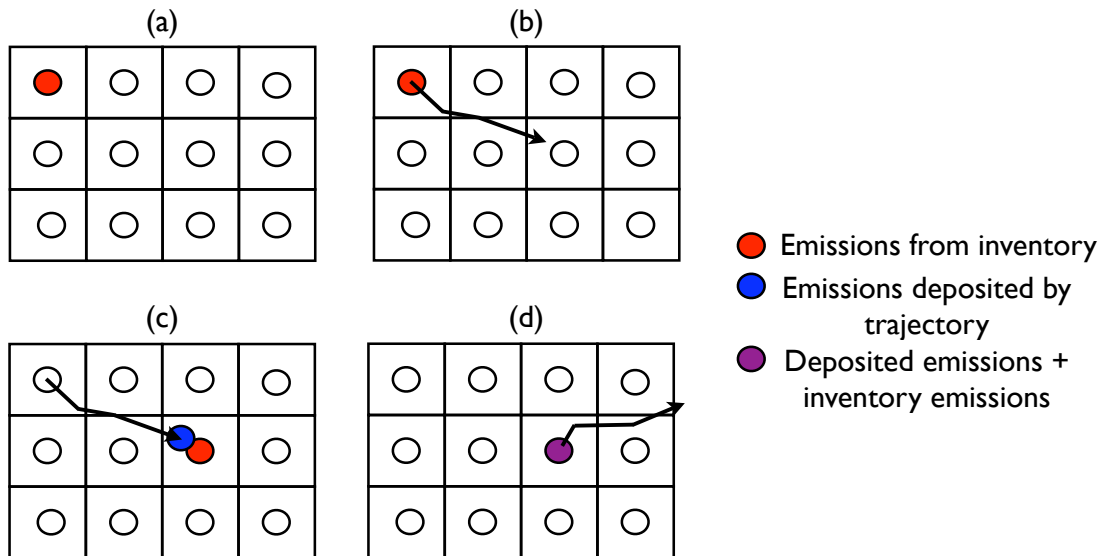 (a)
(b)
(c)
(d)
Emissions from inventory
Emissions deposited by
trajectory
Deposited emissions +
inventory emissions